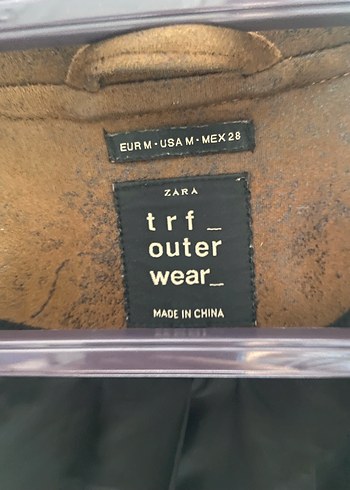 EUR M · USA M · MEX 28
ZARA
trf_
outer
wear_
MADE IN CHINA